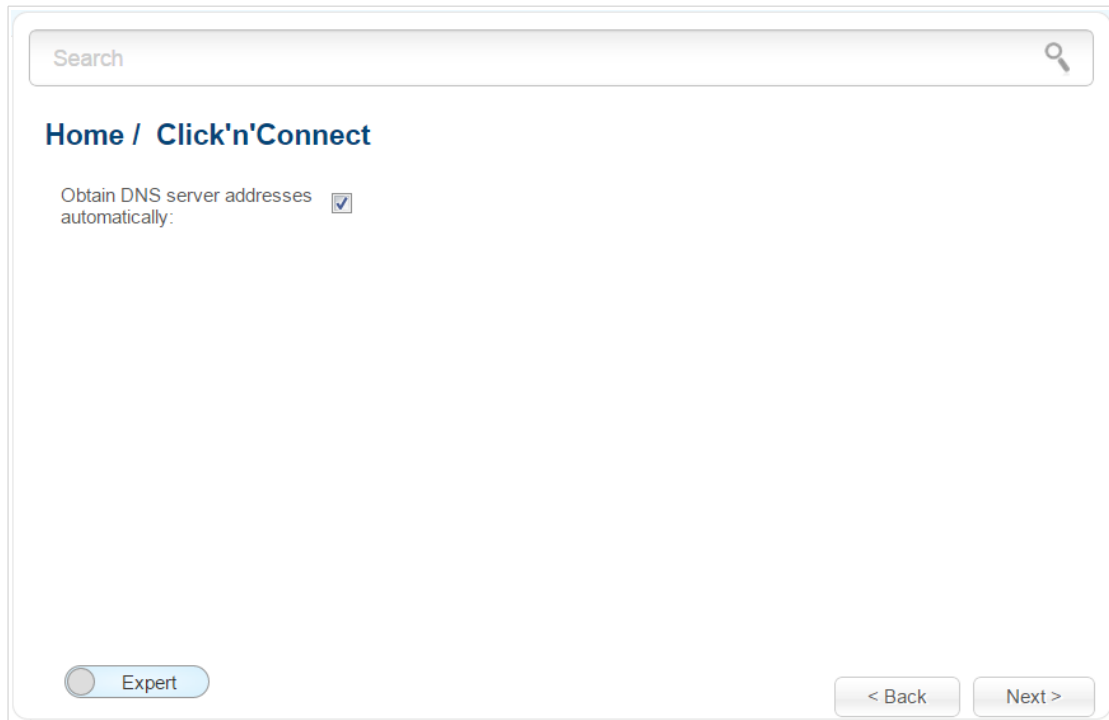 Search
Home /  Click'n'Connect
Obtain DNS server addresses
automatically:
Expert
< Back
Next >